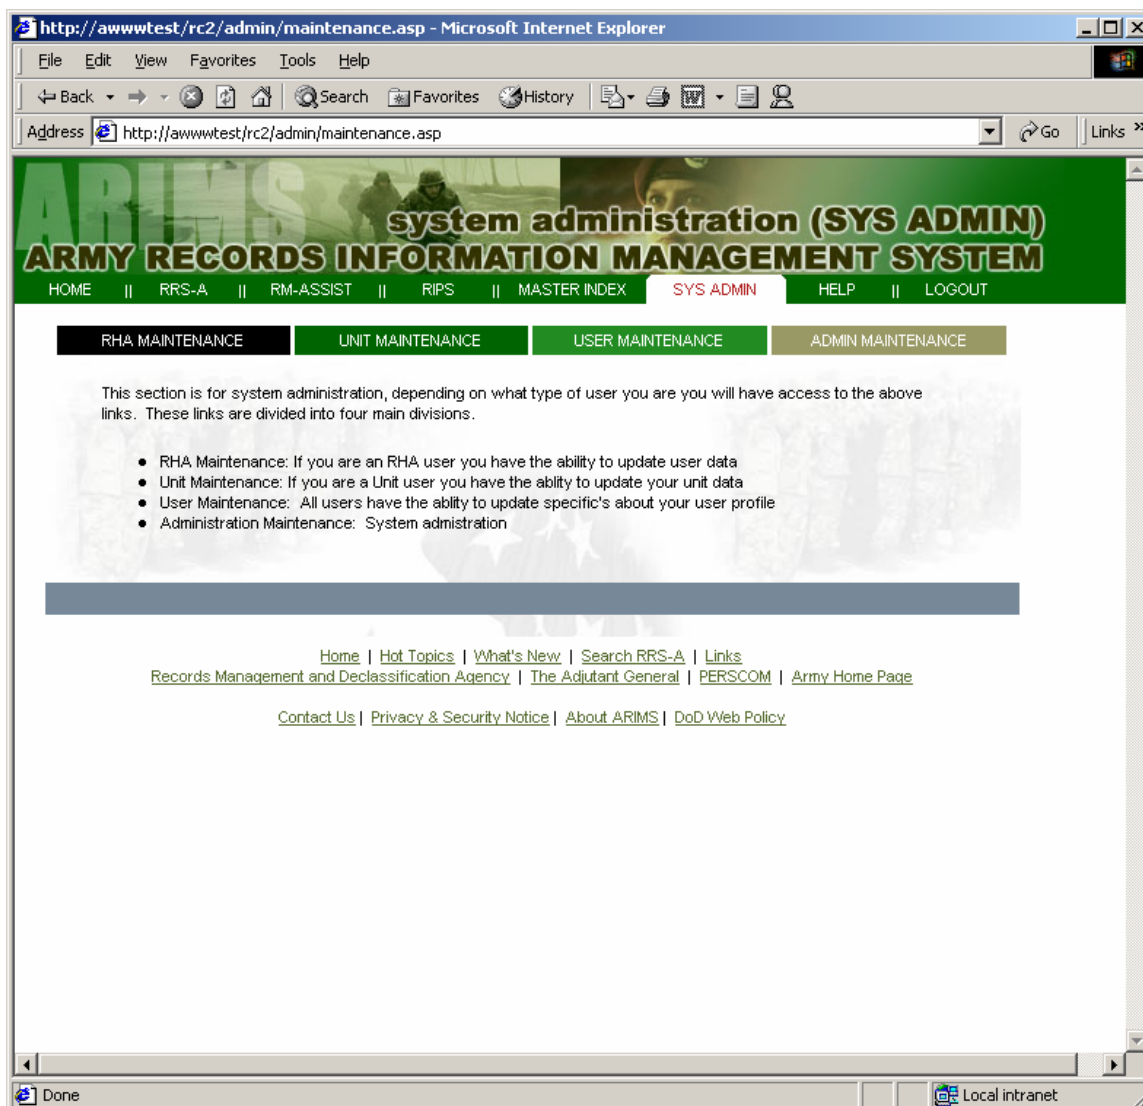 http://awwwtest/rc2/admin/maintenance.asp - Microsoft Internet Explorer
File Edit View Favorites Tools Help
Back Search Favorites History
Address http://awwwtest/rc2/admin/maintenance.asp Go Links »
ARIMS
system administration (SYS ADMIN)
ARMY RECORDS INFORMATION MANAGEMENT SYSTEM
HOME || RRS-A || RM-ASSIST || RIPS || MASTER INDEX SYS ADMIN HELP || LOGOUT
RHA MAINTENANCE UNIT MAINTENANCE USER MAINTENANCE ADMIN MAINTENANCE
This section is for system administration, depending on what type of user you are you will have access to the above
links. These links are divided into four main divisions.
● RHA Maintenance: If you are an RHA user you have the ability to update user data
● Unit Maintenance: If you are a Unit user you have the ablity to update your unit data
● User Maintenance: All users have the ablity to update specific's about your user profile
● Administration Maintenance: System admistration
Home | Hot Topics | What's New | Search RRS-A | Links
Records Management and Declassification Agency | The Adjutant General | PERSCOM | Army Home Page
Contact Us | Privacy & Security Notice | About ARIMS | DoD Web Policy
Done Local intranet